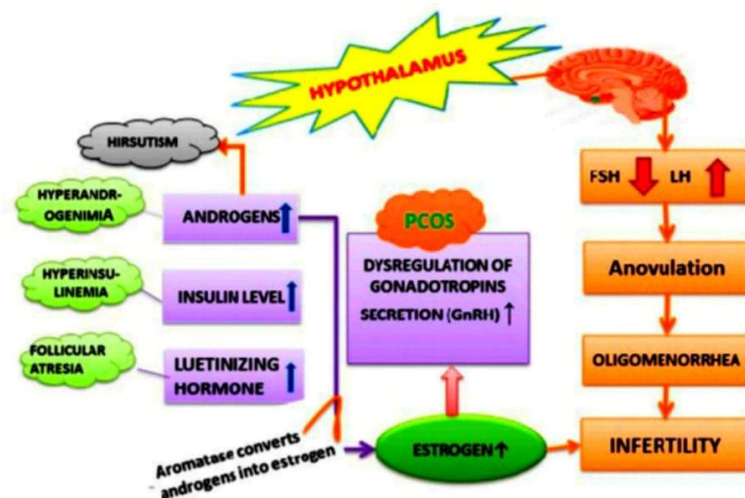 HYPOTHALAMUS
HIRSUTISM
HYPERANDR-
OGENIMIA
ANDROGENS↑
HYPERINSU-
LINEMIA
INSULIN LEVEL↑
FOLLICULAR
ATRESIA
LUETINIZING
HORMONE ↑
Aromatase converts
androgens into estrogen
PCOS
DYSREGULATION OF
GONADOTROPINS
SECRETION (GnRH) ↑
ESTROGEN↑
FSH ↓ LH ↑
Anovulation
OLIGOMENORRHEA
INFERTILITY